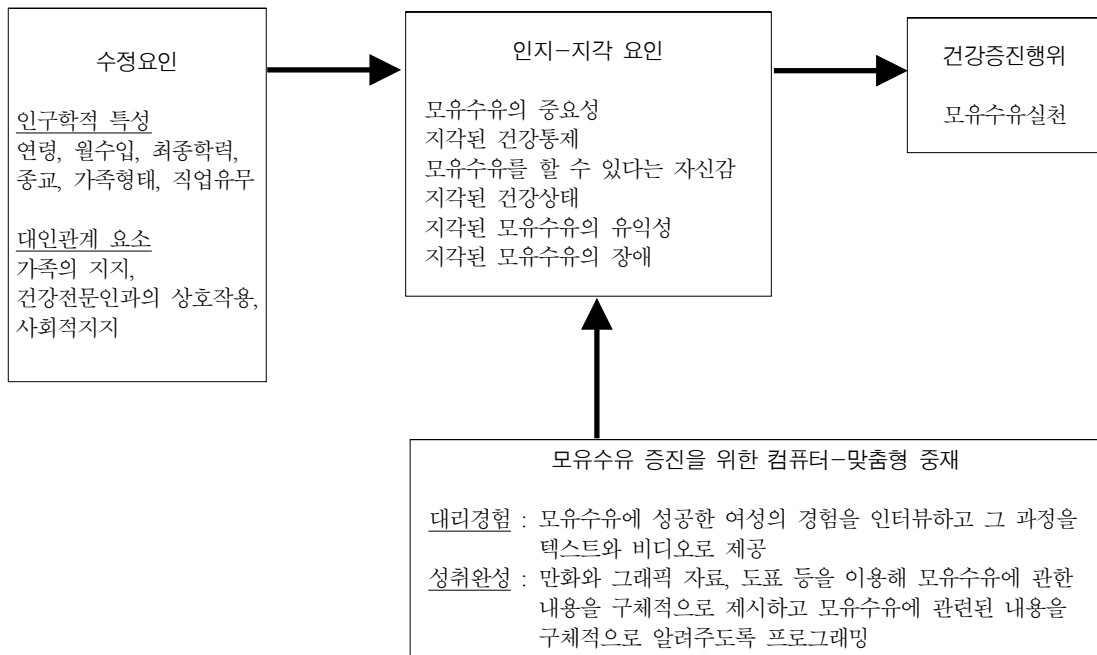 수정요인
인구학적 특성
연령, 월수입, 최종학력,
종교, 가족형태, 직업유무
대인관계 요소
가족의 지지,
건강전문인과의 상호작용,
사회적지지
인지-지각 요인
모유수유의 중요성
지각된 건강통제
모유수유를 할 수 있다는 자신감
지각된 건강상태
지각된 모유수유의 유익성
지각된 모유수유의 장애
건강증진행위
모유수유실천
모유수유 증진을 위한 컴퓨터-맞춤형 중재
대리경험 : 모유수유에 성공한 여성의 경험을 인터뷰하고 그 과정을
텍스트와 비디오로 제공
성취완성 : 만화와 그래픽 자료, 도표 등을 이용해 모유수유에 관한
내용을 구체적으로 제시하고 모유수유에 관련된 내용을
구체적으로 알려주도록 프로그래밍